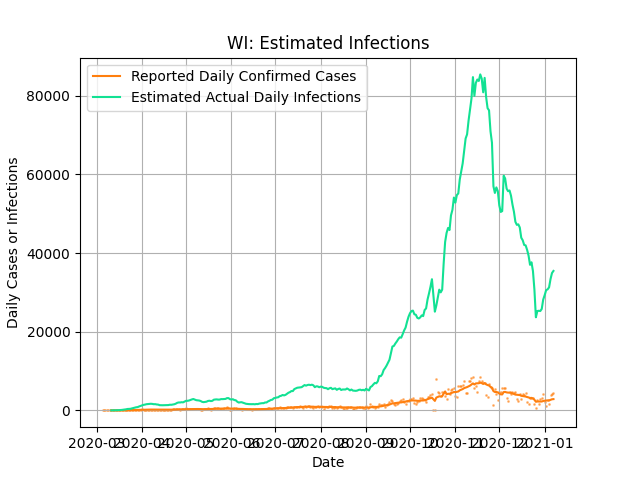 WI: Estimated Infections
Reported Daily Confirmed Cases
Estimated Actual Daily Infections
Daily Cases or Infections
80000
60000
40000
20000
0
2020-03 2020-04 2020-05 2020-06 2020-07 2020-08 2020-09 2020-10 2020-11 2020-12 2021-01
Date